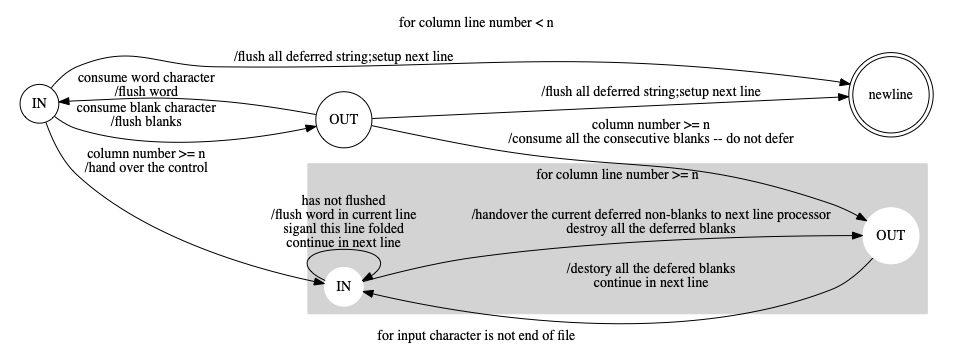 for column line number < n
/flush all deferred string;setup next line
consume word character
/flush word
IN
consume blank character
/flush blanks
OUT
/flush all deferred string;setup next line
newline
column number >= n
/consume all the consecutive blanks -- do not defer
column number >= n
/hand over the control
for column line number >= n
has not flushed
/flush word in current line
siganl this line folded
continue in next line
/handover the current deferred non-blanks to next line processor
destroy all the deferred blanks
OUT
/destory all the defered blanks
continue in next line
IN
for input character is not end of file